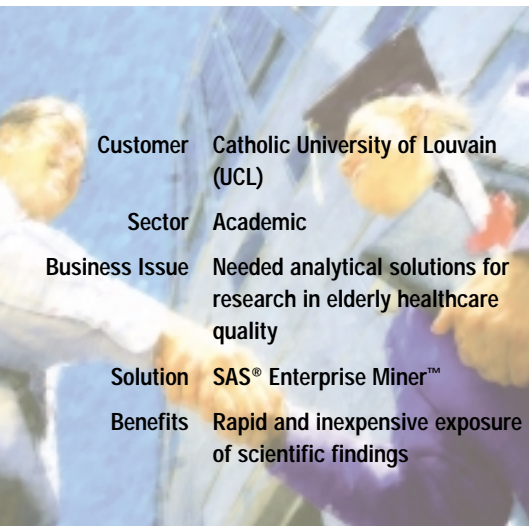 Customer Catholic University of Louvain
(UCL)
Sector Academic
Business Issue Needed analytical solutions for
research in elderly healthcare
quality
Solution SAS® Enterprise Miner™
Benefits Rapid and inexpensive exposure
of scientific findings